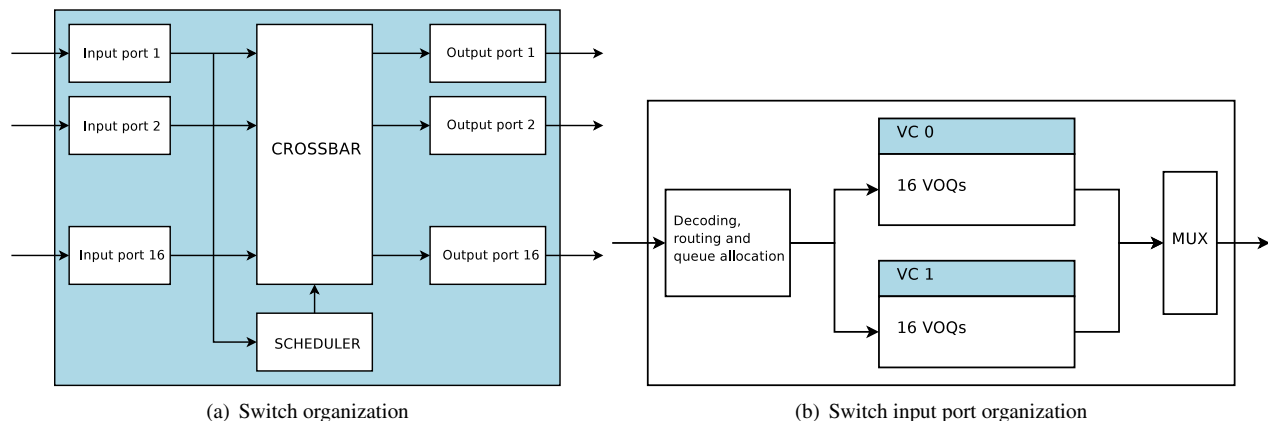 Input port 1
Output port 1
Input port 2
Output port 2
CROSSBAR
Input port 16
Output port 16
SCHEDULER
(a) Switch organization
VC 0
16 VOQs
Decoding,
routing and
queue allocation
MUX
VC 1
16 VOQs
(b) Switch input port organization